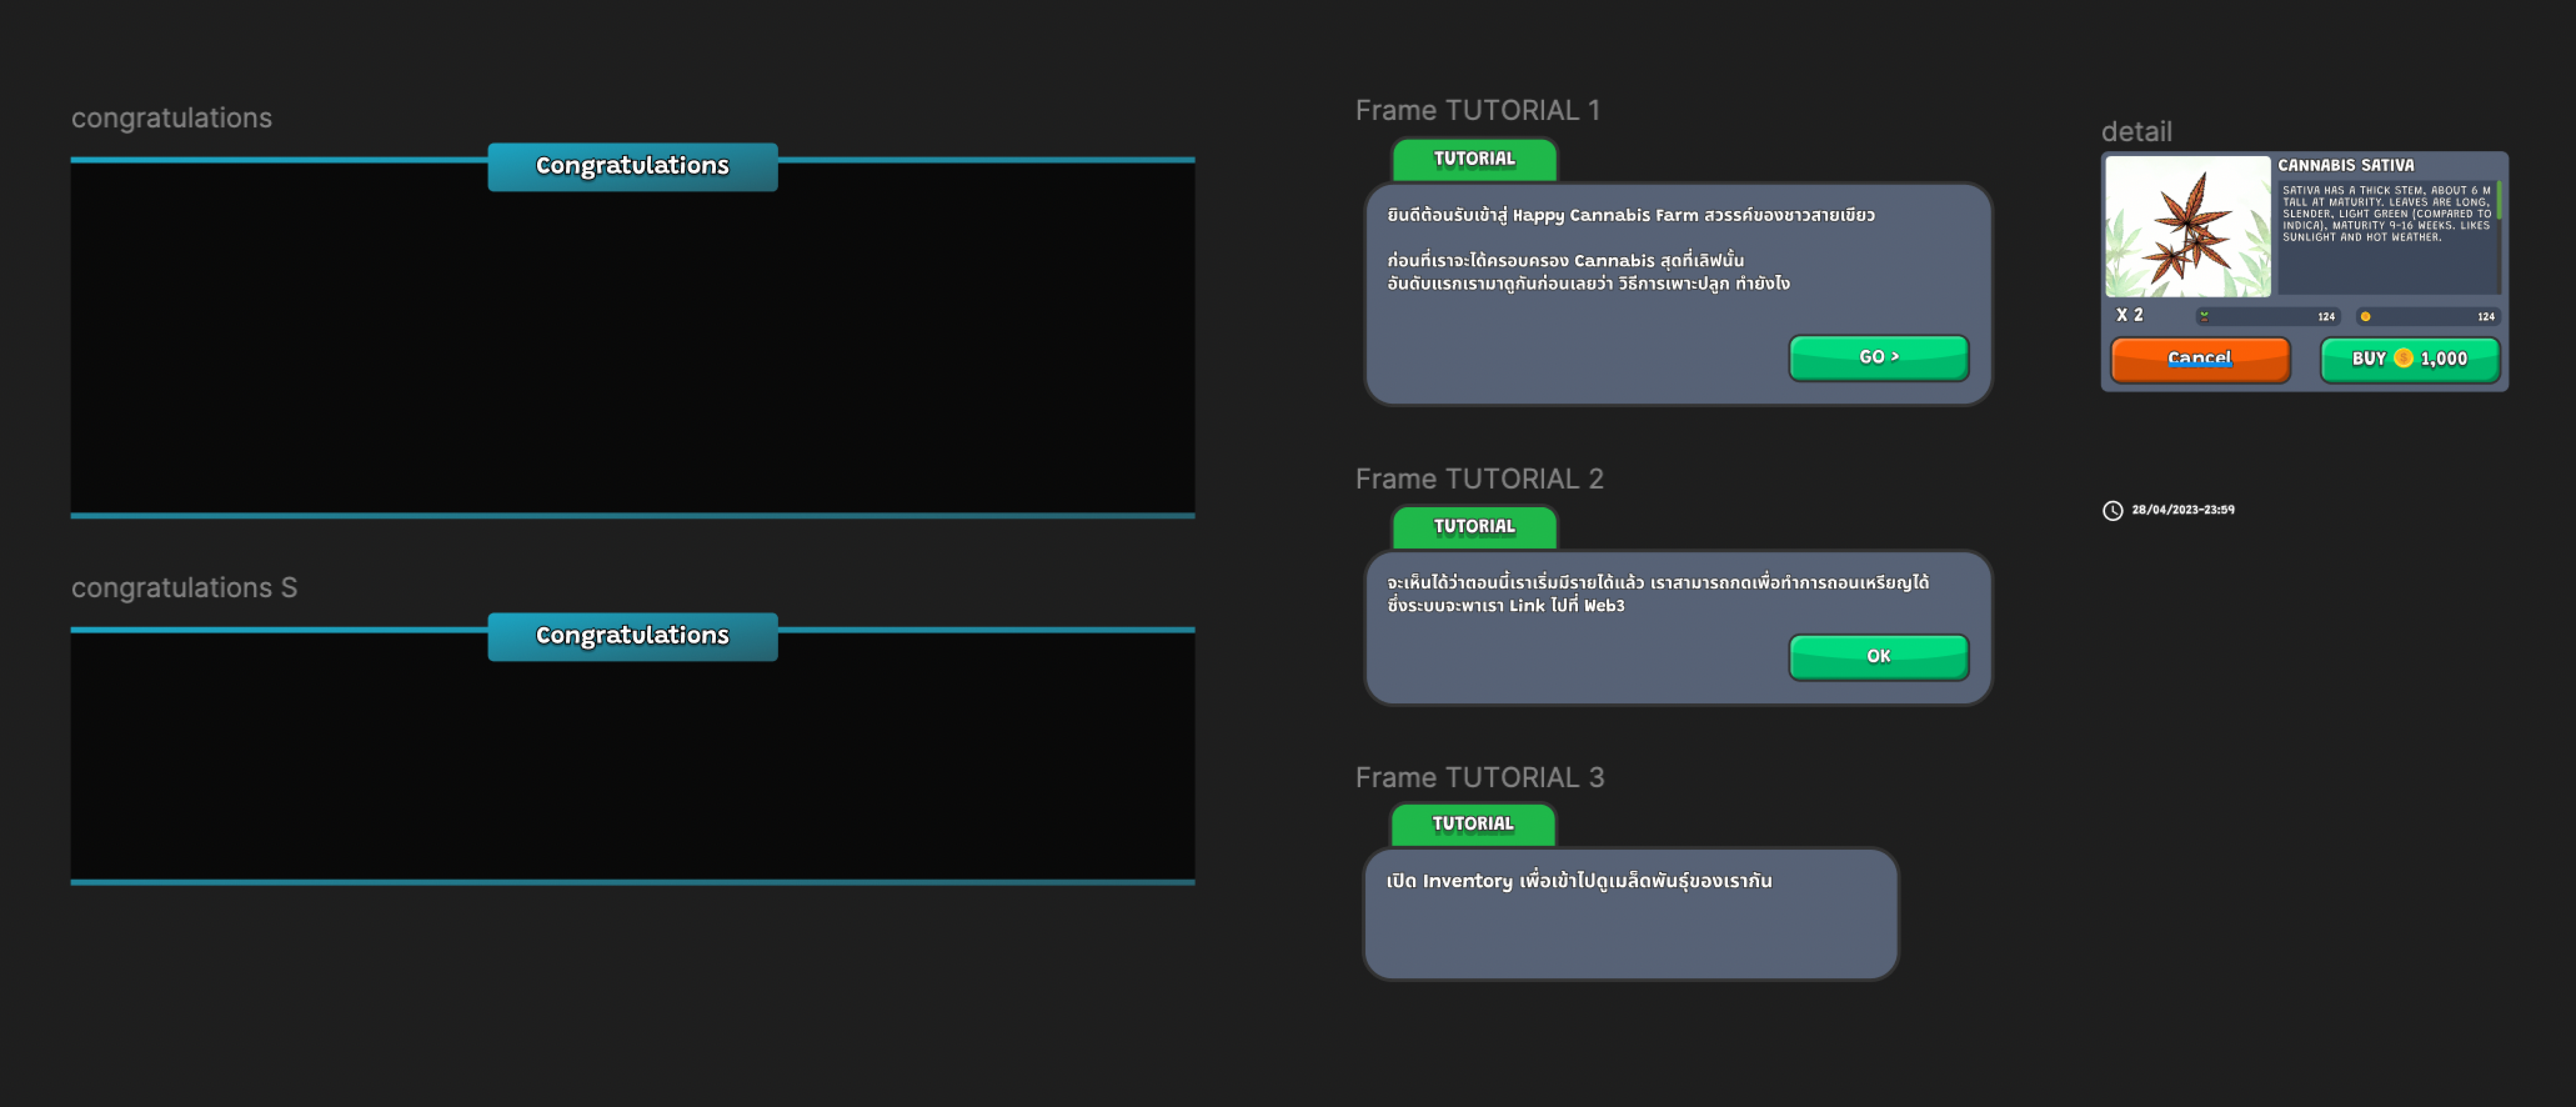 congratulations
Congratulations
congratulations S
Congratulations
Frame TUTORIAL 1
TUTORIAL
ยินดีต้อนรับเข้าสู่ Happy Cannabis Farm สวรรค์ของชาวสายเขียว
ก่อนที่เราจะได้ครอบครอง Cannabis สุดที่เลิฟนั้น
อันดับแรกเรามาดูกันก่อนเลยว่า วิธีการเพาะปลูก ทำยังไง
GO >
Frame TUTORIAL 2
TUTORIAL
จะเห็นได้ว่าตอนนี้เราเริ่มมีรายได้แล้ว เราสามารถกดเพื่อทำการถอนเหรียญได้
ซึ่งระบบจะพาเรา Link ไปที่ Web3
OK
Frame TUTORIAL 3
TUTORIAL
เปิด Inventory เพื่อเข้าไปดูเมล็ดพันธุ์ของเรากัน
detail
CANNABIS SATIVA
SATIVA HAS A THICK STEM, ABOUT 6 M
TALL AT MATURITY. LEAVES ARE LONG,
SLENDER, LIGHT GREEN (COMPARED TO
INDICA), MATURITY 9-16 WEEKS. LIKES
SUNLIGHT AND HOT WEATHER.
X 2
124
124
Cancel
BUY 1,000
28/04/2023-23:59